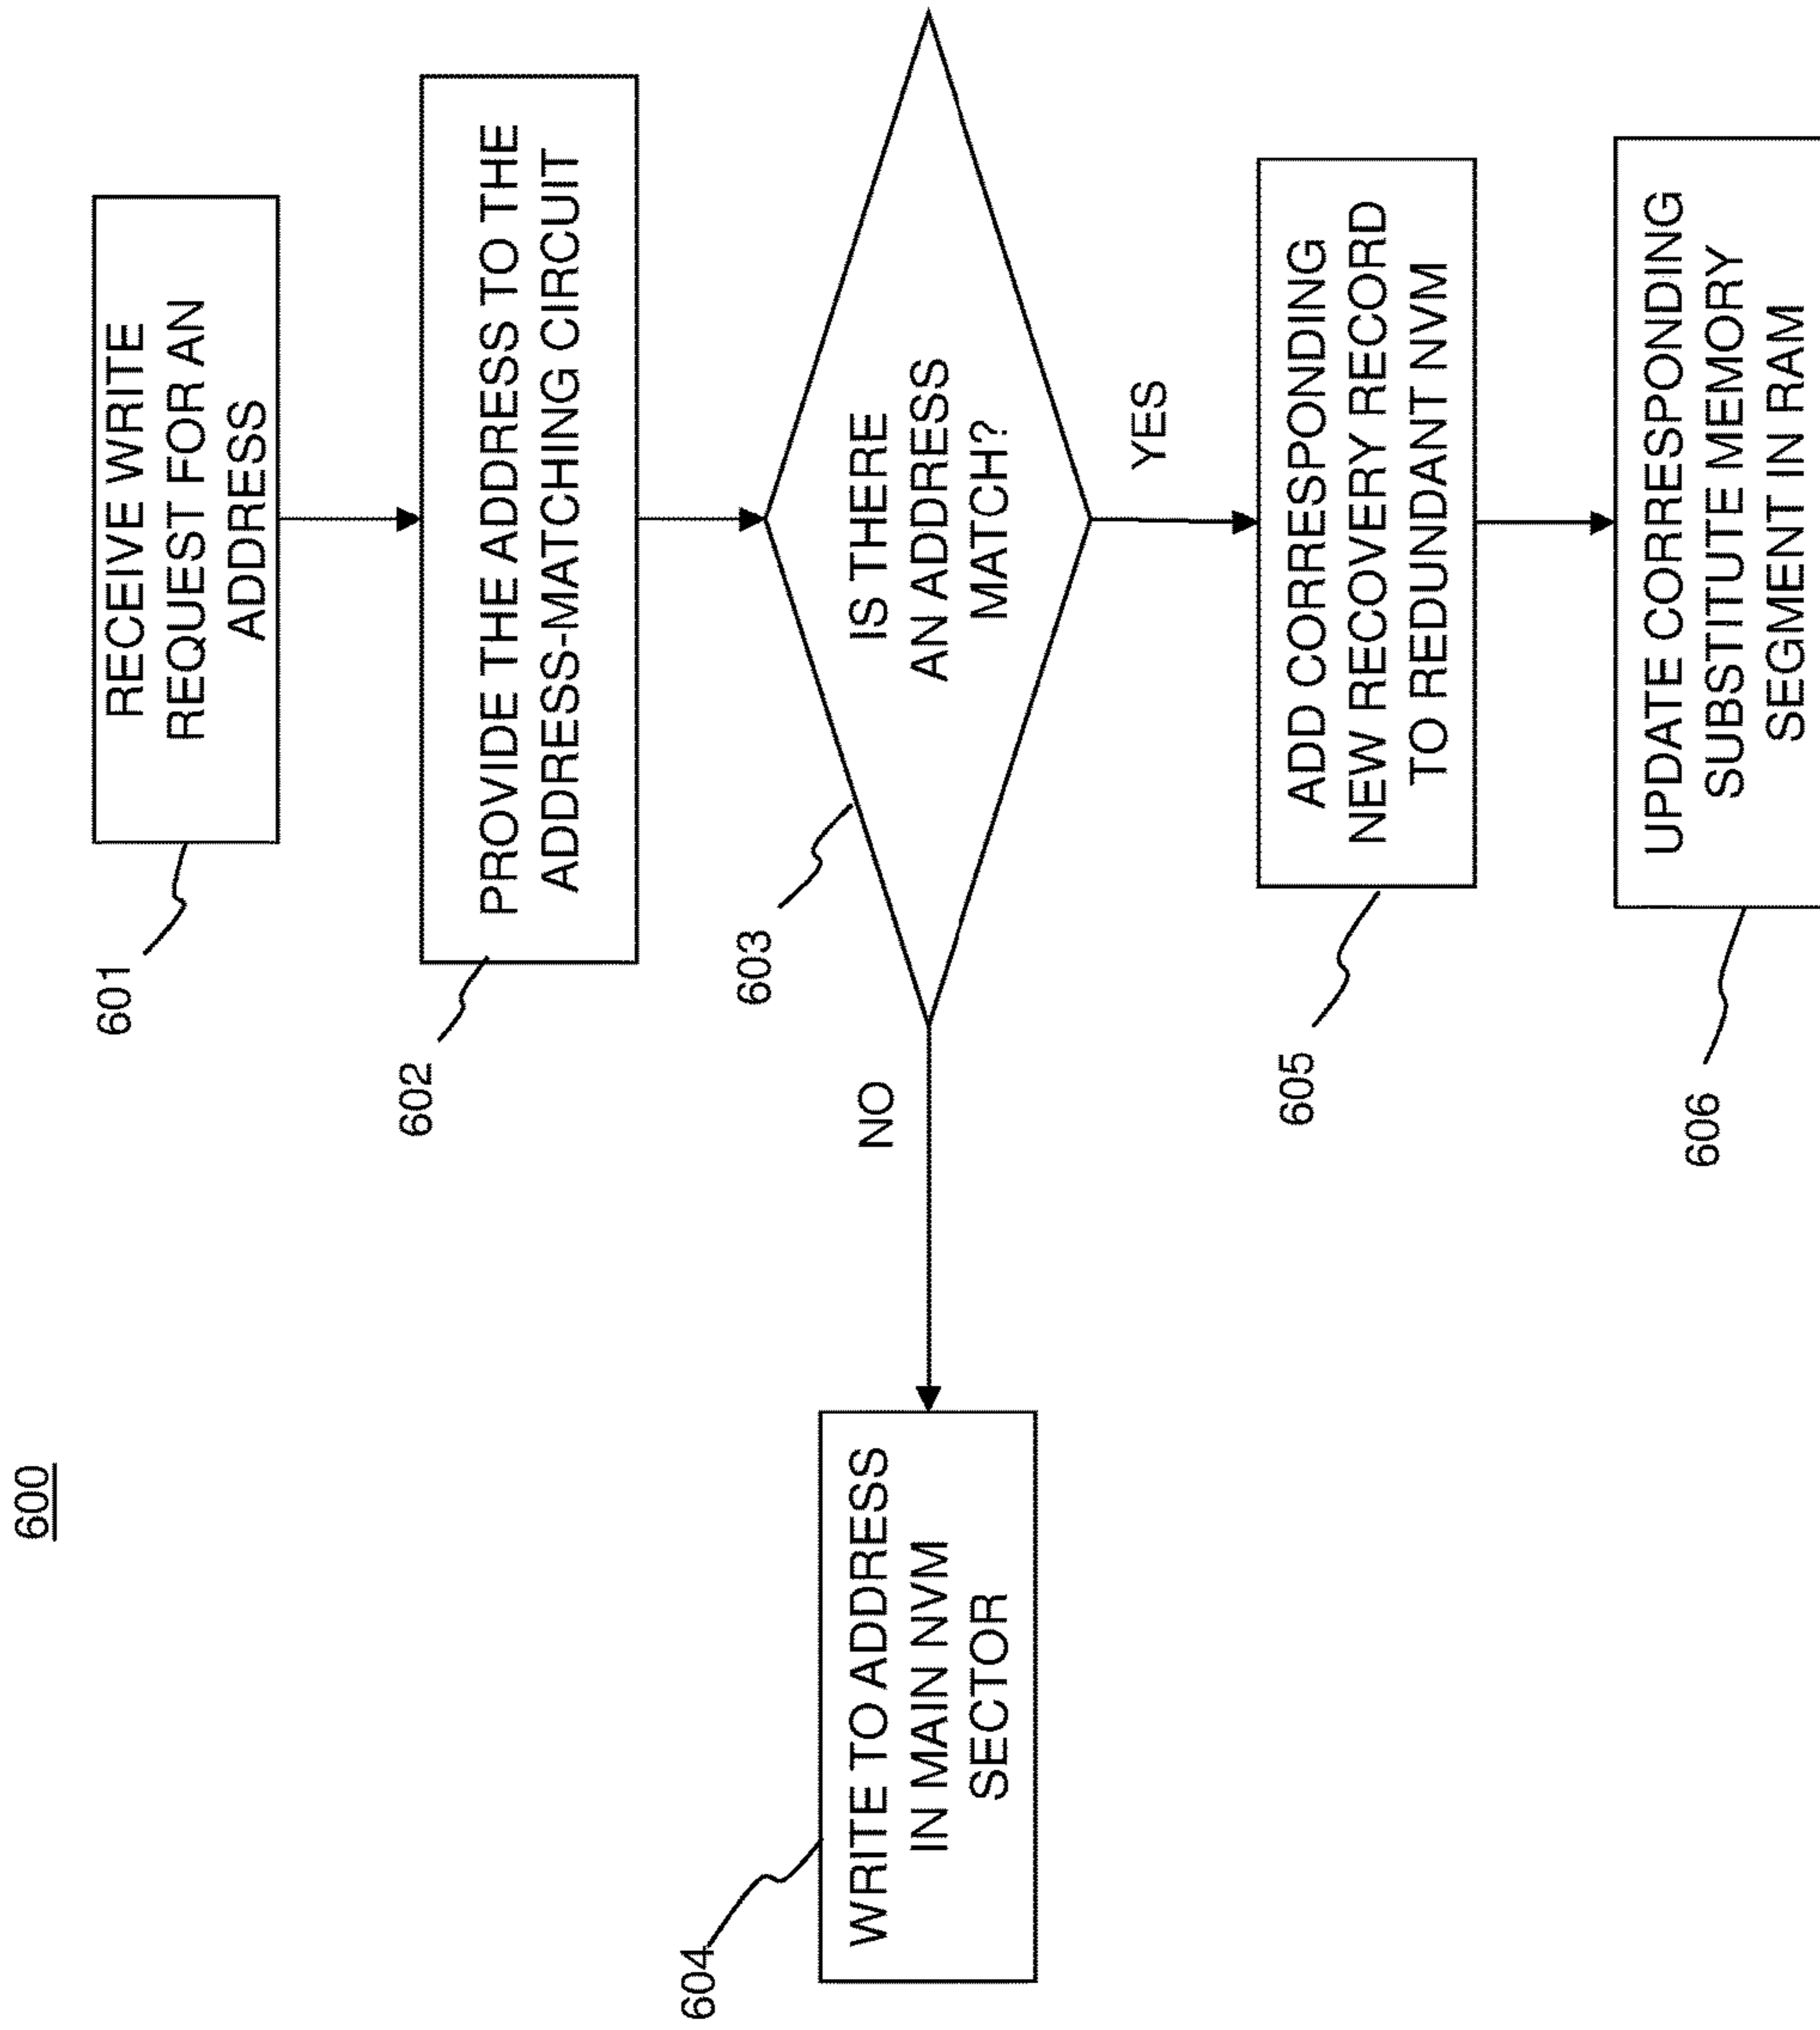 600
601
RECEIVE WRITE
REQUEST FOR AN
ADDRESS
602
PROVIDE THE ADDRESS TO THE
ADDRESS-MATCHING CIRCUIT
603
IS THERE
AN ADDRESS
MATCH?
NO
YES
604
WRITE TO ADDRESS
IN MAIN NVM
SECTOR
605
ADD CORRESPONDING
NEW RECOVERY RECORD
TO REDUNDANT NVM
606
UPDATE CORRESPONDING
SUBSTITUTE MEMORY
SEGMENT IN RAM